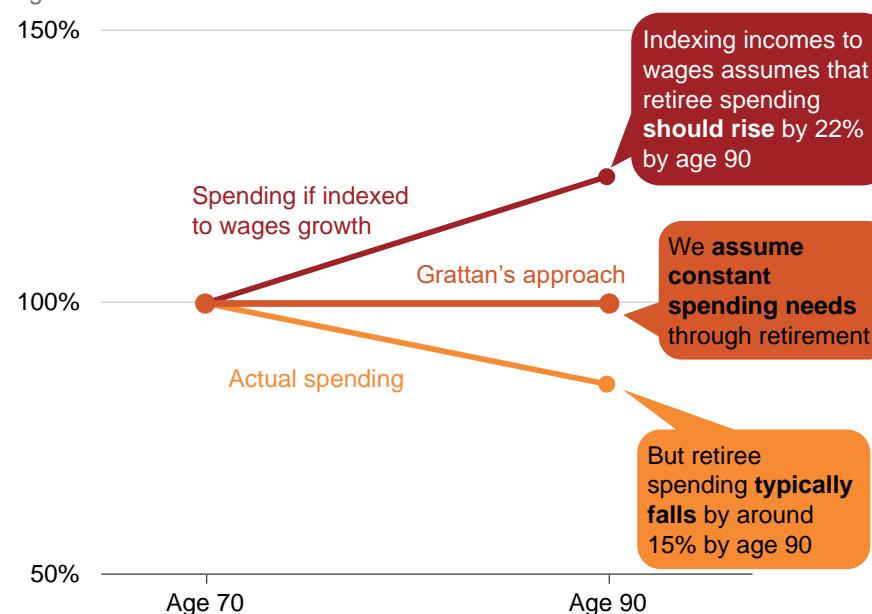 150%
Indexing incomes to
wages assumes that
retiree spending
should rise by 22%
by age 90
Spending if indexed
to wages growth
Grattan's approach
We assume
constant
spending needs
through retirement
100%
Actual spending
But retiree
spending typically
falls by around
15% by age 90
50%
Age 70
Age 90